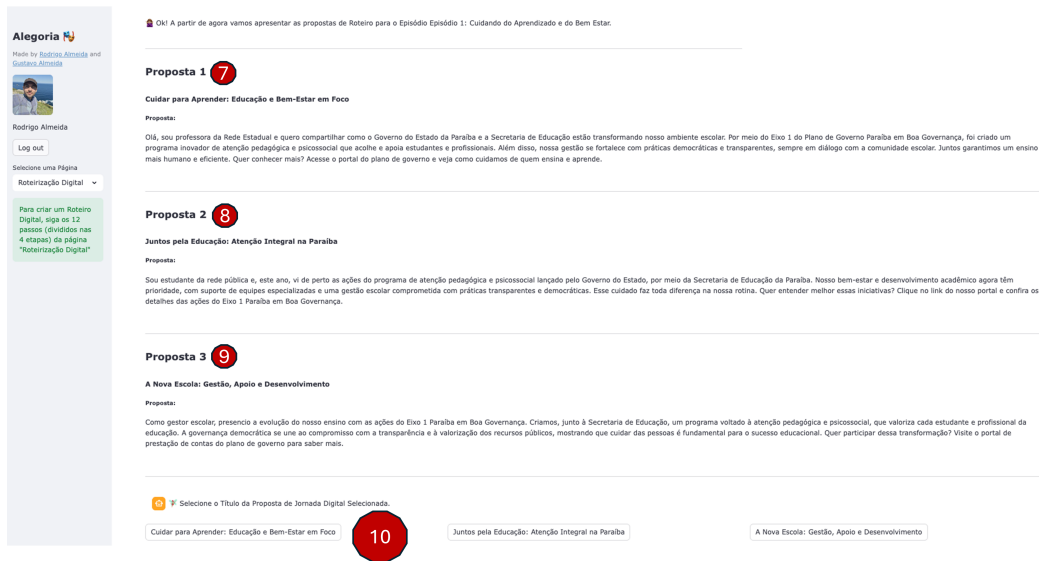 Alegoria
Made by Rodrigo Almeida and
Gustavo Almeida
Rodrigo Almeida
Log out
Selecione uma Página
Roteirização Digital
Para criar um Roteiro
Digital, siga os 12
passos (divididos nas
4 etapas) da página
"Roteirização Digital"
Ok! A partir de agora vamos apresentar as propostas de Roteiro para o Episódio Episódio 1: Cuidando do Aprendizado e do Bem Estar.
Proposta 1 7
Cuidar para Aprender: Educação e Bem-Estar em Foco
Proposta:
Olá, sou professora da Rede Estadual e quero compartilhar como o Governo do Estado da Paraíba e a Secretaria de Educação estão transformando nosso ambiente escolar. Por meio do Eixo 1 do Plano de Governo Paraíba em Boa Governança, foi criado um
programa inovador de atenção pedagógica e psicossocial que acolhe e apoia estudantes e profissionais. Além disso, nossa gestão se fortalece com práticas democráticas e transparentes, sempre em diálogo com a comunidade escolar. Juntos garantimos um ensino
mais humano e eficiente. Quer conhecer mais? Acesse o portal do plano de governo e veja como cuidamos de quem ensina e aprende.
Proposta 2 8
Juntos pela Educação: Atenção Integral na Paraíba
Proposta:
Sou estudante da rede pública e, este ano, vi de perto as ações do programa de atenção pedagógica e psicossocial lançado pelo Governo do Estado, por meio da Secretaria de Educação da Paraíba. Nosso bem-estar e desenvolvimento acadêmico agora têm
prioridade, com suporte de equipes especializadas e uma gestão escolar comprometida com práticas transparentes e democráticas. Esse cuidado faz toda diferença na nossa rotina. Quer entender melhor essas iniciativas? Clique no link do nosso portal e confira os
detalhes das ações do Eixo 1 Paraíba em Boa Governança.
Proposta 3 9
A Nova Escola: Gestão, Apoio e Desenvolvimento
Proposta:
Como gestor escolar, presencio a evolução do nosso ensino com as ações do Eixo 1 Paraíba em Boa Governança. Criamos, junto à Secretaria de Educação, um programa voltado à atenção pedagógica e psicossocial, que valoriza cada estudante e profissional da
educação. A governança democrática se une ao compromisso com a transparência e à valorização dos recursos públicos, mostrando que cuidar das pessoas é fundamental para o sucesso educacional. Quer participar dessa transformação? Visite o portal de
prestação de contas do plano de governo para saber mais.
Selecione o Título da Proposta de Jornada Digital Selecionada.
Cuidar para Aprender: Educação e Bem-Estar em Foco
10
Juntos pela Educação: Atenção Integral na Paraíba
A Nova Escola: Gestão, Apoio e Desenvolvimento